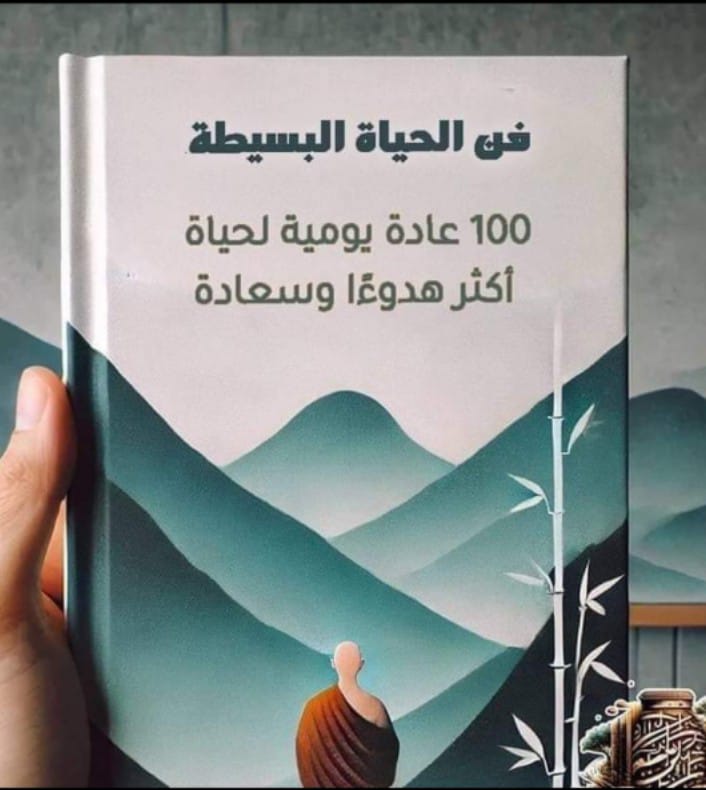 فن الحياة البسيطة
100 عادة يومية لحياة
أكثر هدوءًا وسعادة